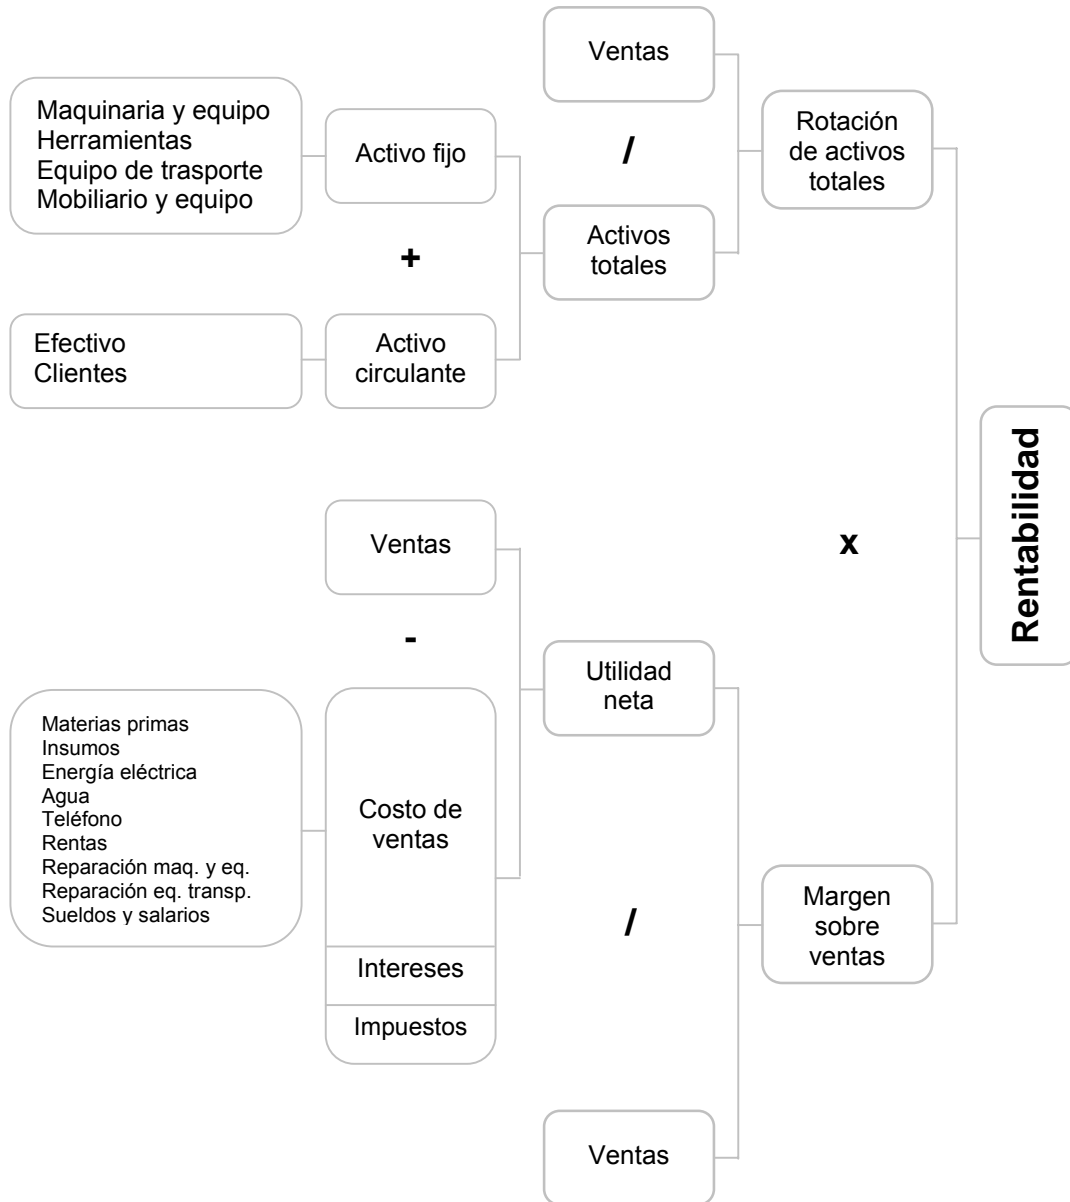 Ventas
/
Rotación
de activos
totales
Maquinaria y equipo
Herramientas
Equipo de trasporte
Mobiliario y equipo
Activo fijo
+
Activos
totales
Efectivo
Clientes
Activo
circulante
x
Rentabilidad
Ventas
-
Utilidad
neta
Materias primas
Insumos
Energía eléctrica
Agua
Teléfono
Rentas
Reparación maq. y eq.
Reparación eq. transp.
Sueldos y salarios
Costo de
ventas
Intereses
Impuestos
/
Margen
sobre
ventas
Ventas